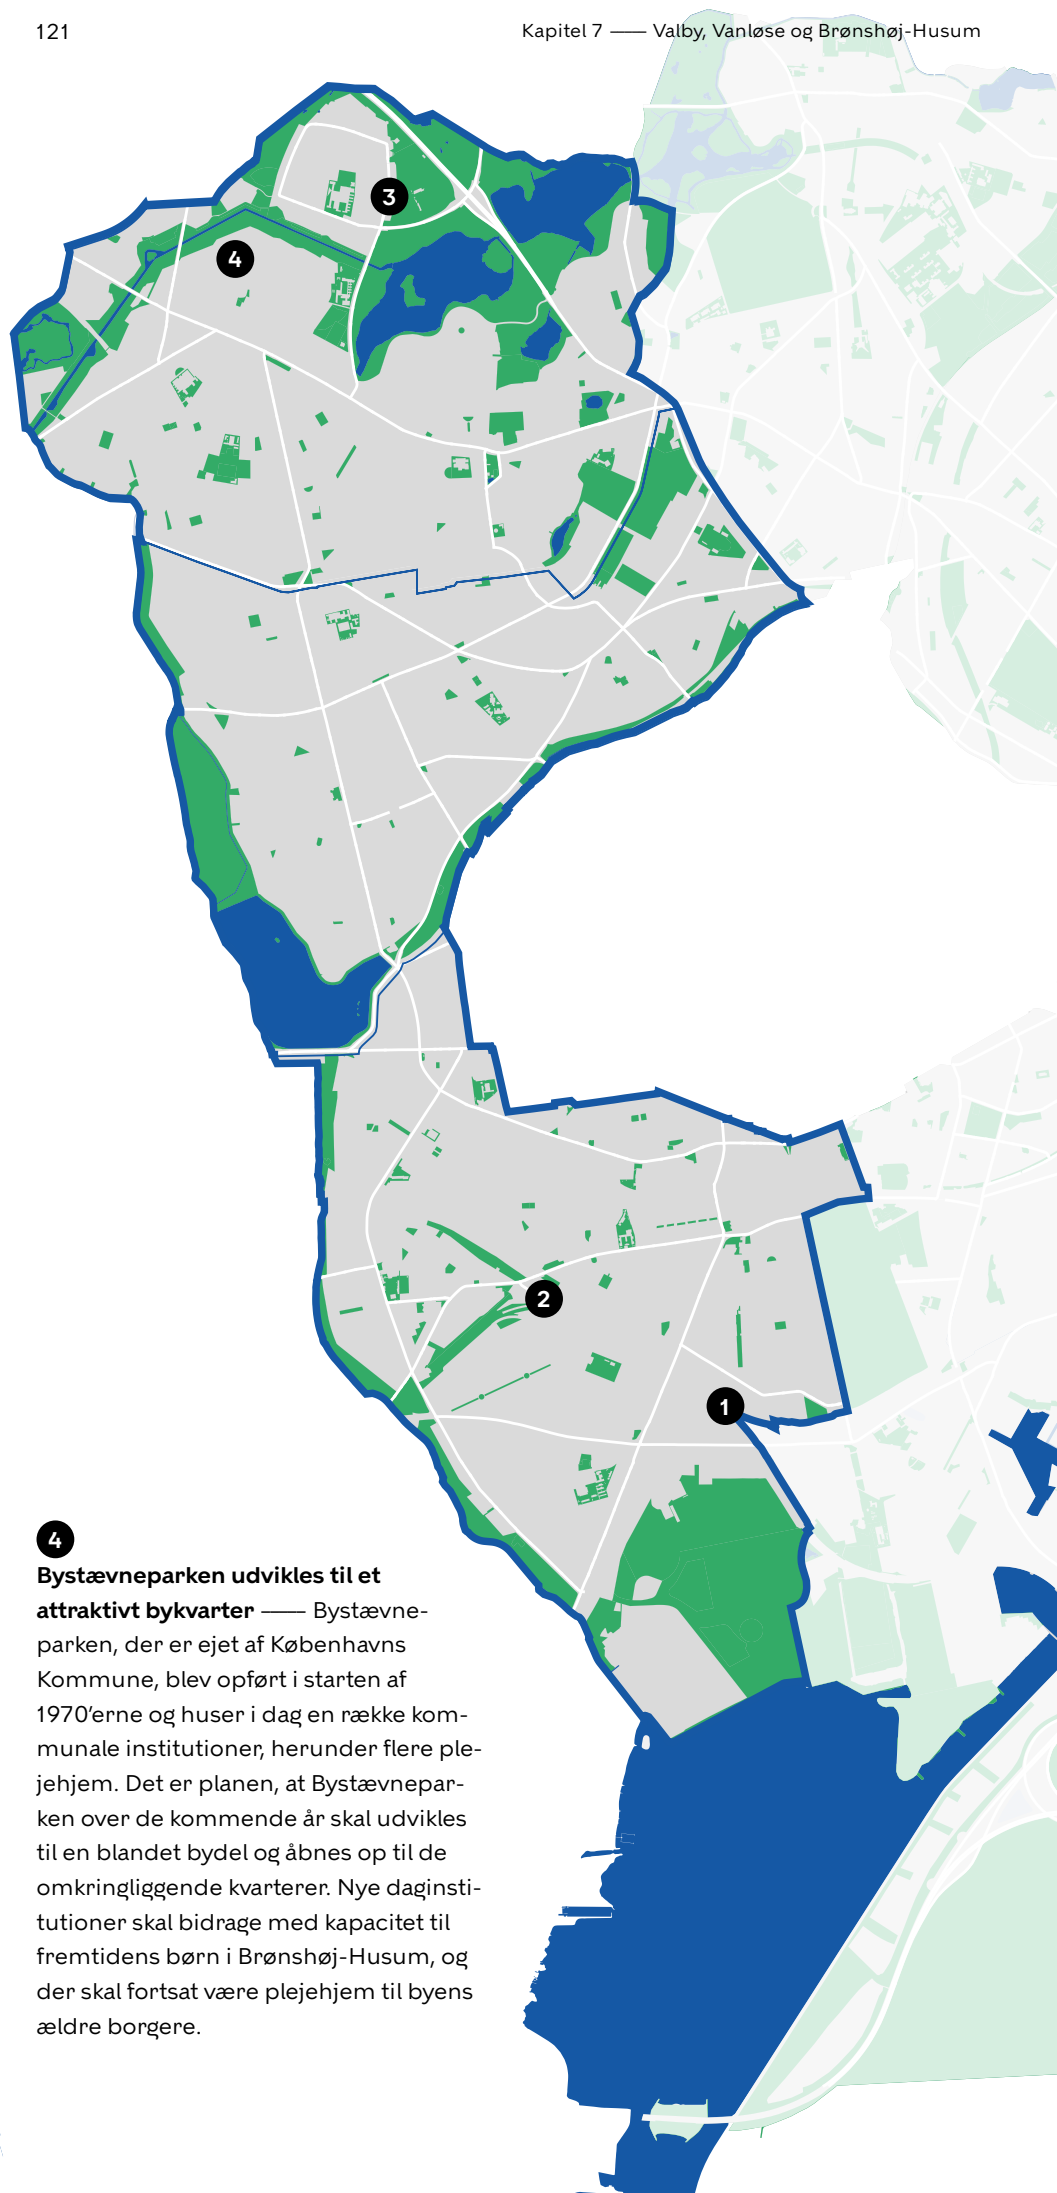 121
Kapitel 7 —— Valby, Vanløse og Brønshøj-Husum
3
4
2
1
4
Bystævneparken udvikles til et
attraktivt bykvarter —— Bystævne-
parken, der er ejet af Københavns
Kommune, blev opført i starten af
1970’erne og huser i dag en række kom-
munale institutioner, herunder flere ple-
jehjem. Det er planen, at Bystævnepar-
ken over de kommende år skal udvikles
til en blandet bydel og åbnes op til de
omkringliggende kvarterer. Nye daginsti-
tutioner skal bidrage med kapacitet til
fremtidens børn i Brønshøj-Husum, og
der skal fortsat være plejehjem til byens
ældre borgere.